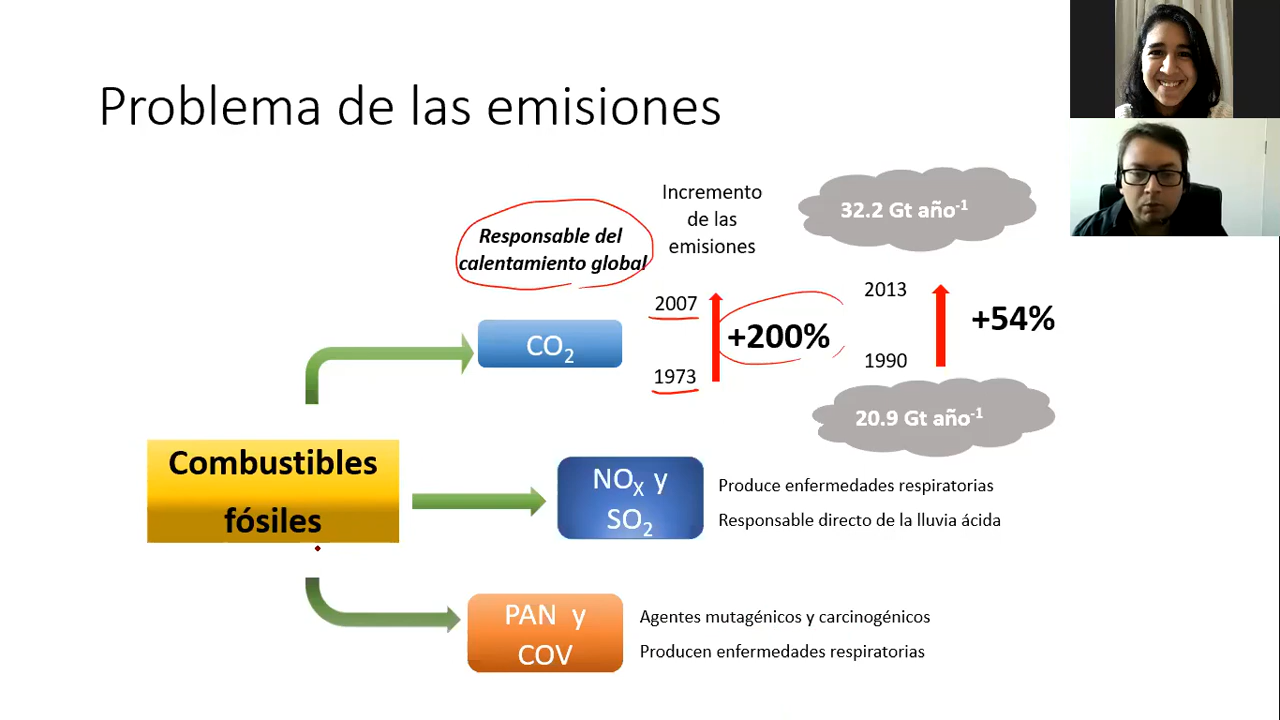 Problema de las emisiones
Responsable del
calentamiento global
Incremento
de las
emisiones
32.2 Gt año⁻¹
2007
+200%
1973
2013
+54%
1990
20.9 Gt año⁻¹
CO₂
Combustibles
fósiles
NOₓ y
SO₂
Produce enfermedades respiratorias
Responsable directo de la lluvia ácida
PAN y
COV
Agentes mutagénicos y carcinogénicos
Producen enfermedades respiratorias